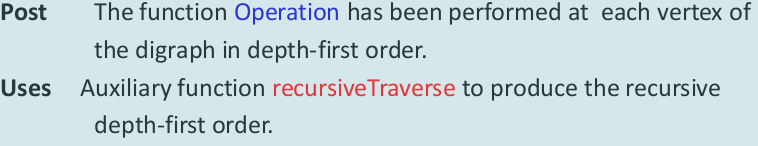 Post The function Operation has been performed at each vertex of
the digraph in depth-first order.
Uses Auxiliary function recursiveTraverse to produce the recursive
depth-first order.